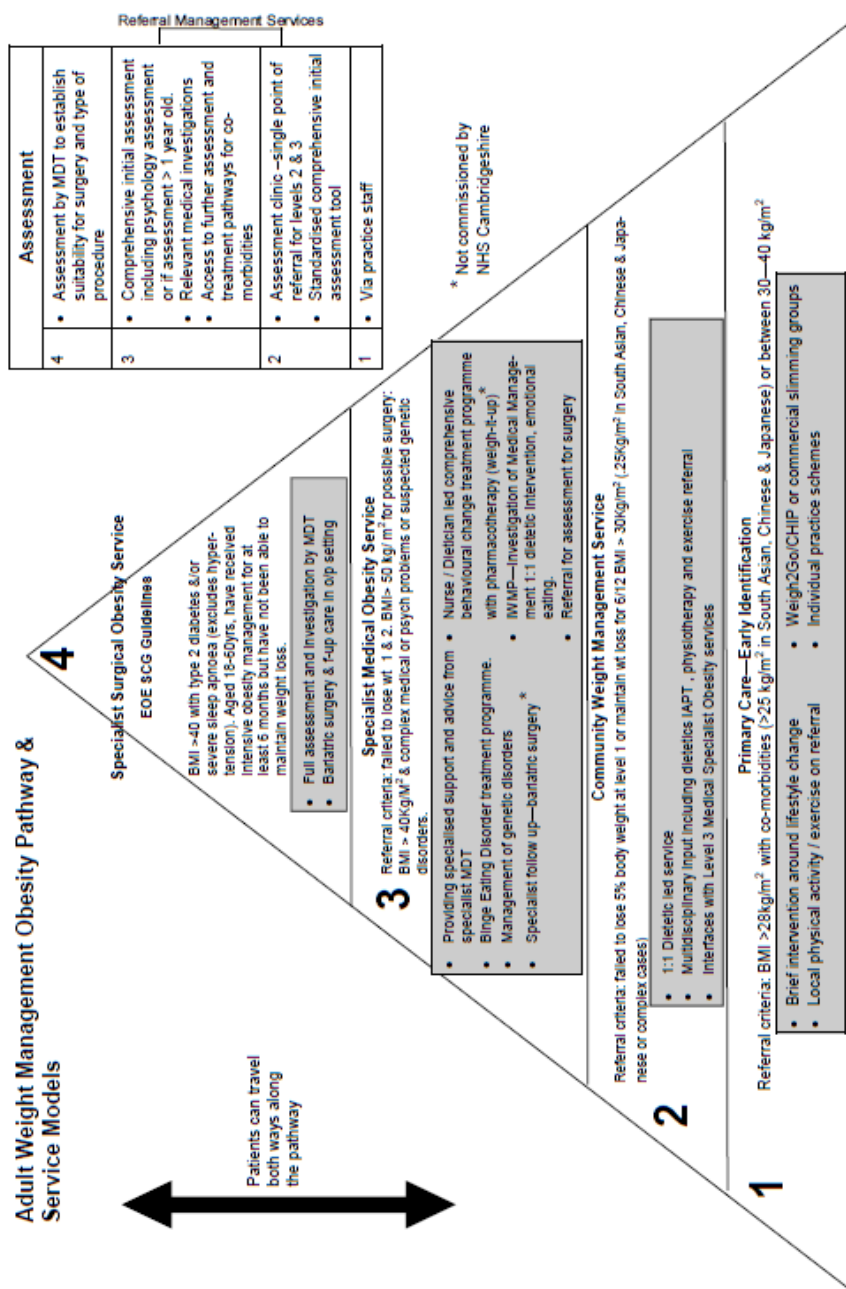 Adult Weight Management Obesity Pathway &
Service Models
Patients can travel
both ways along
the pathway
4
Specialist Surgical Obesity Service
EOE SCG Guidelines
BMI >40 with type 2 diabetes &/or
severe sleep apnoea (excludes hyper-
tension). Aged 18-60yrs, have received
intensive obesity management for at
least 6 months but have not been able to
maintain weight loss.
• Full assessment and investigation by MDT
• Bariatric surgery & f-up care in o/p setting
3
Specialist Medical Obesity Service
Referral criteria: failed to lose wt. 1 & 2. BMI> 50 kg/ m² for possible surgery:
BMI > 40Kg/M² & complex medical or psych problems or suspected genetic
disorders.
• Providing specialised support and advice from
specialist MDT
• Binge Eating Disorder treatment programme.
• Management of genetic disorders
• Specialist follow up—bariatric surgery *
• Nurse / Dietician led comprehensive
behavioural change treatment programme
with pharmacotherapy (weigh-it-up) *
• IWMP—Investigation of Medical Manage-
ment 1:1 dietetic intervention, emotional
eating.
• Referral for surgery
2
Community Weight Management Service
Referral criteria: failed to lose 5% body weight at level 1 or maintain wt loss for 6/12 BMI > 30Kg/m² (.25Kg/m² in South Asian, Chinese & Japa-
nese or complex cases)
• 1:1 Dietetic led service
• Multidisciplinary input including dietetics IAPT , physiotherapy and exercise referral
• Interfaces with Level 3 Medical Specialist Obesity services
1
Primary Care—Early Identification
Referral criteria: BMI >28kg/m² with co-morbidities (>25 kg/m² in South Asian, Chinese & Japanese) or between 30—40 kg/m²
• Brief intervention around lifestyle change
• Local physical activity / exercise on referral
• Weigh2Go/CHIP or commercial slimming groups
• Individual practice schemes
* Not commissioned by
NHS Cambridgeshire
Assessment
4
• Assessment by MDT to establish
suitability for surgery and type of
procedure
3
• Comprehensive initial assessment
including psychology assessment
or if assessment > 1 year old.
• Relevant medical investigations
• Access to further assessment and
treatment pathways for co-
morbidities
2
• Assessment clinic –single point of
referral for levels 2 & 3
• Standardised comprehensive initial
assessment tool
1
• Via practice staff
Referral Management Services